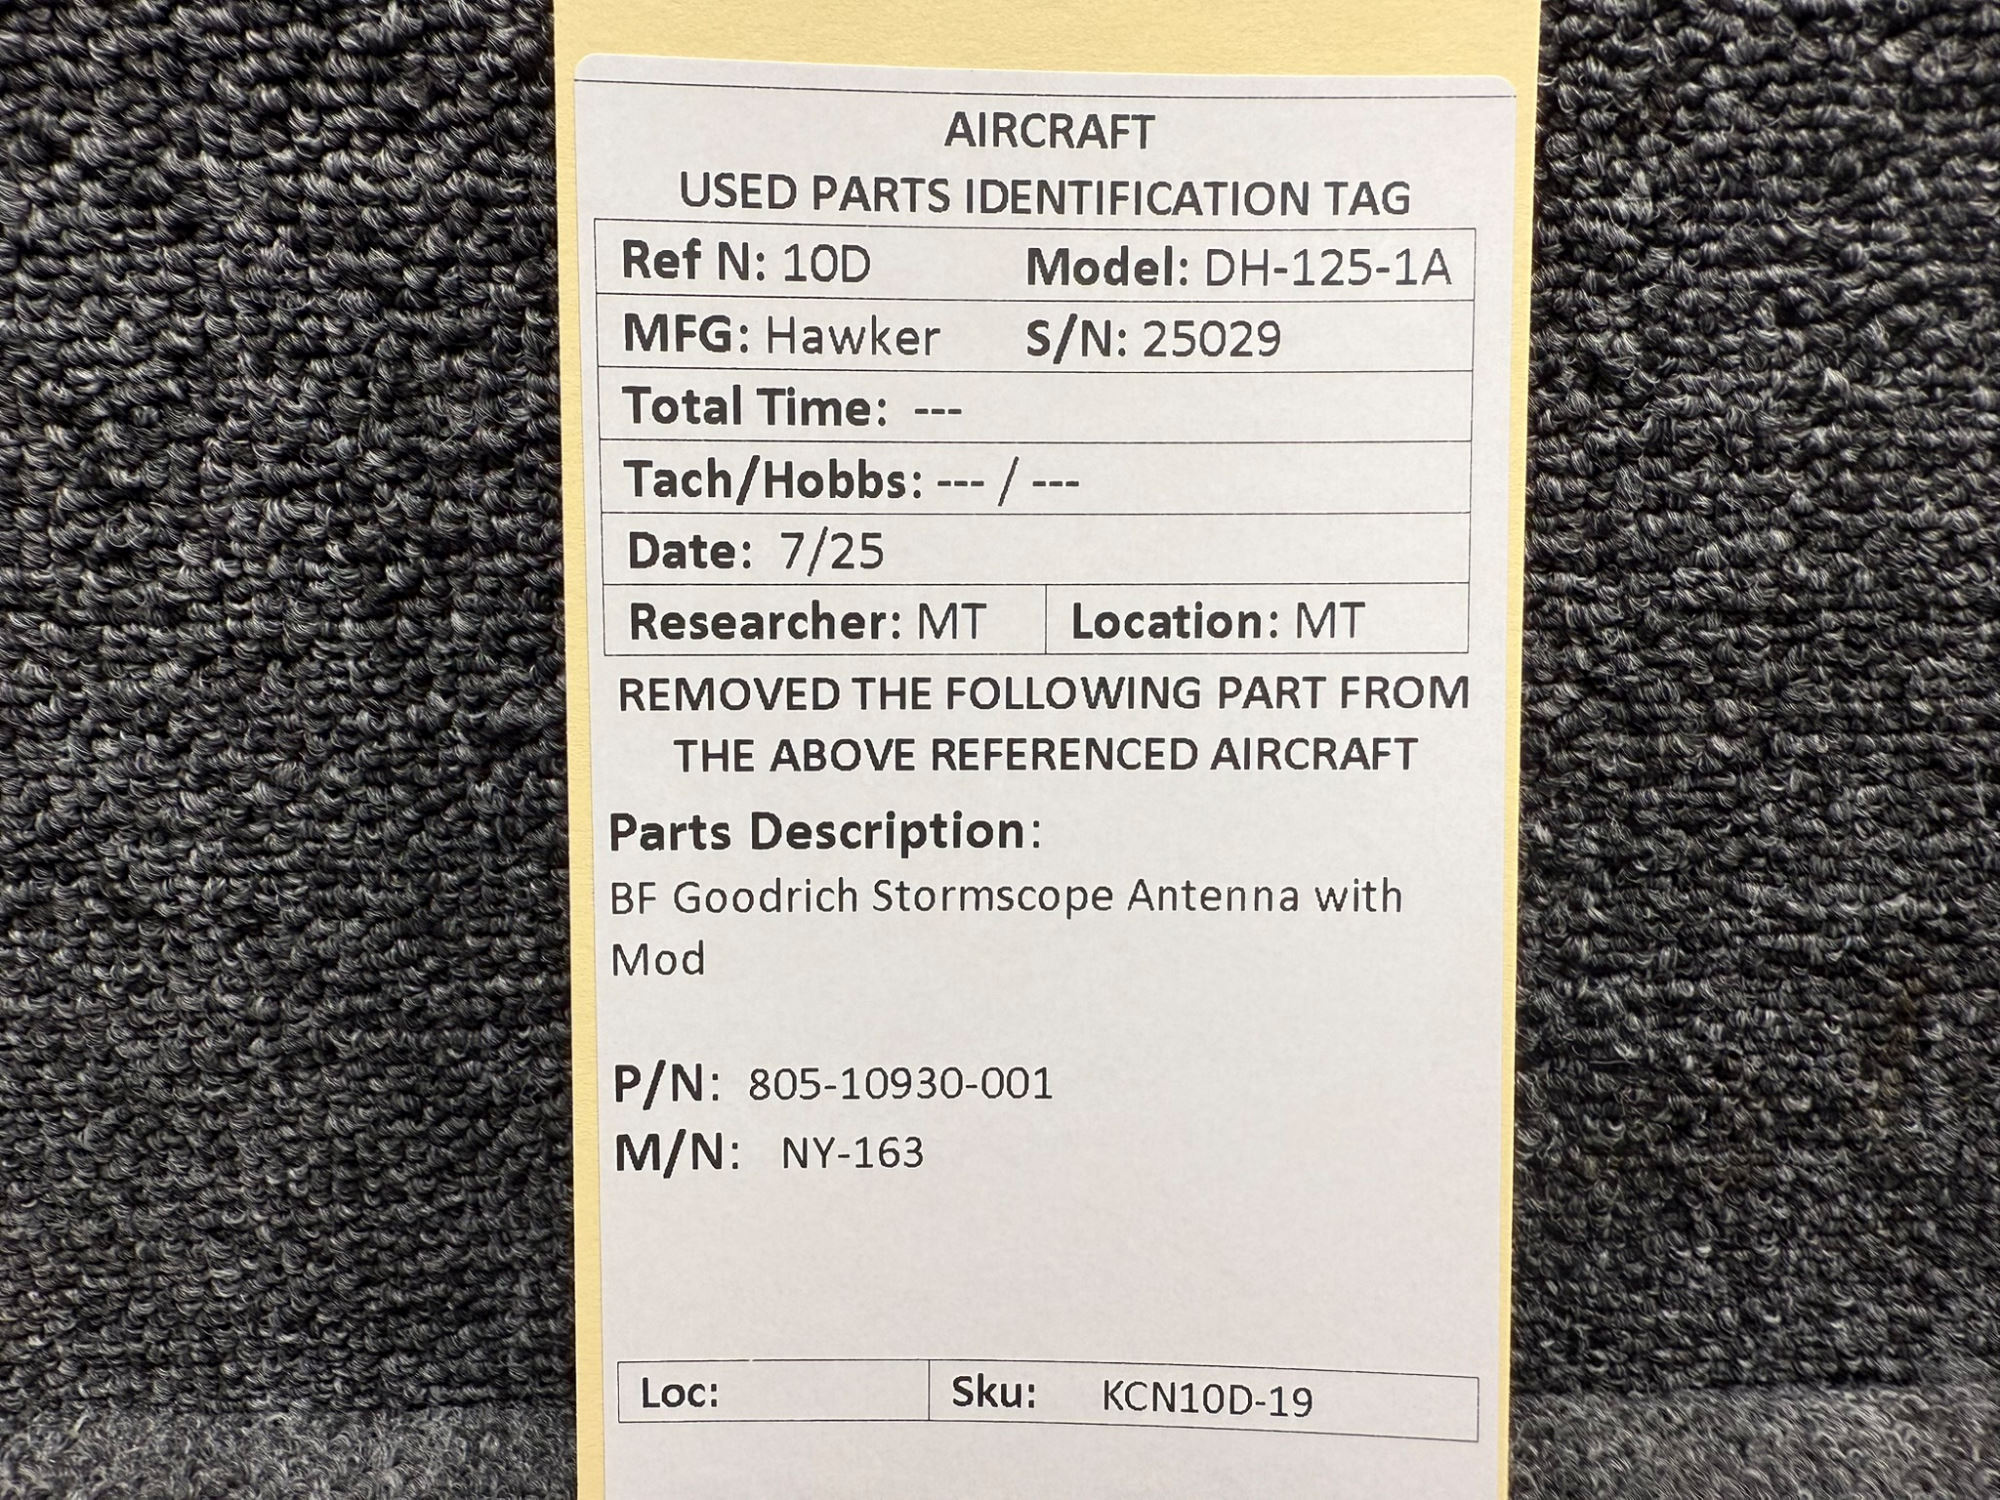 AIRCRAFT
USED PARTS IDENTIFICATION TAG
Ref N: 10D Model: DH-125-1A
MFG: Hawker S/N: 25029
Total Time: ---
Tach/Hobbs: --- / ---
Date: 7/25
Researcher: MT Location: MT
REMOVED THE FOLLOWING PART FROM
THE ABOVE REFERENCED AIRCRAFT
Parts Description:
BF Goodrich Stormscope Antenna with
Mod
P/N: 805-10930-001
M/N: NY-163
Loc: Sku: KCN10D-19